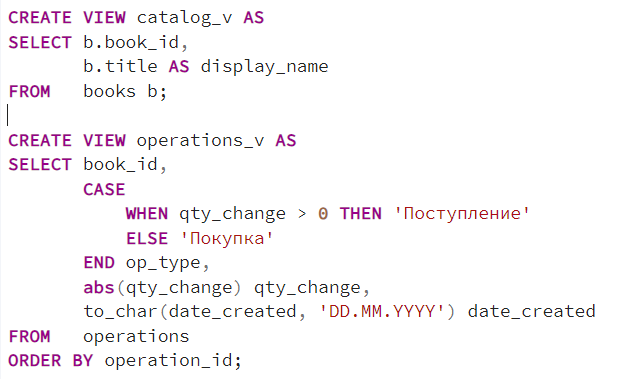 CREATE VIEW catalog_v AS
SELECT b.book_id,
       b.title AS display_name
FROM   books b;

CREATE VIEW operations_v AS
SELECT book_id,
       CASE
           WHEN qty_change > 0 THEN 'Поступление'
           ELSE 'Покупка'
       END op_type,
       abs(qty_change) qty_change,
       to_char(date_created, 'DD.MM.YYYY') date_created
FROM   operations
ORDER BY operation_id;